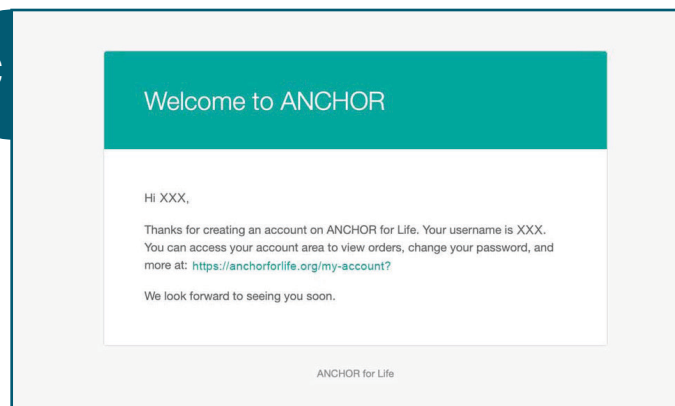 Welcome to ANCHOR
Hi XXX,
Thanks for creating an account on ANCHOR for Life. Your username is XXX.
You can access your account area to view orders, change your password, and
more at: https://anchorforlife.org/my-account?
We look forward to seeing you soon.
ANCHOR for Life